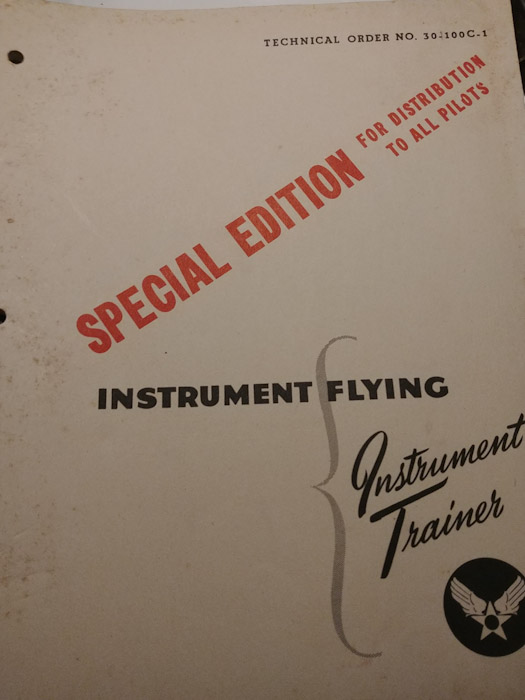 TECHNICAL ORDER NO. 30-100C-1
SPECIAL EDITION
FOR DISTRIBUTION
TO ALL PILOTS
INSTRUMENT FLYING
Instrument
Trainer